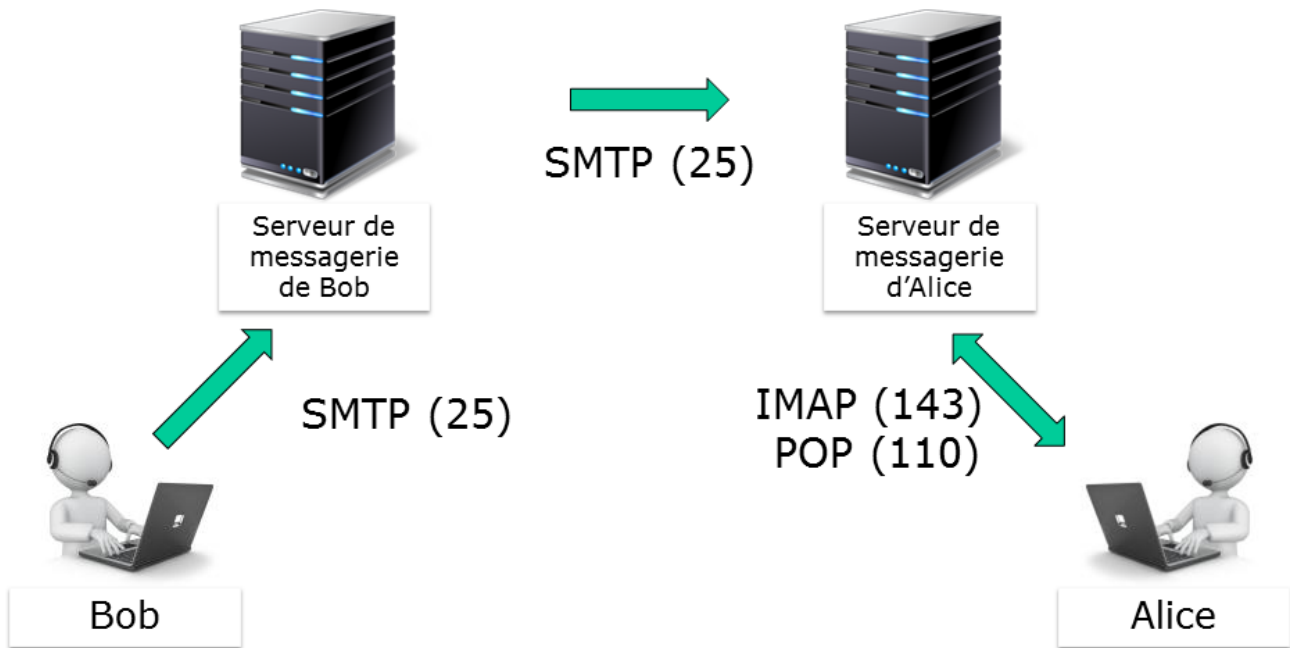 SMTP (25)
Serveur de
messagerie
de Bob
Serveur de
messagerie
d’Alice
SMTP (25)
IMAP (143)
POP (110)
Bob
Alice